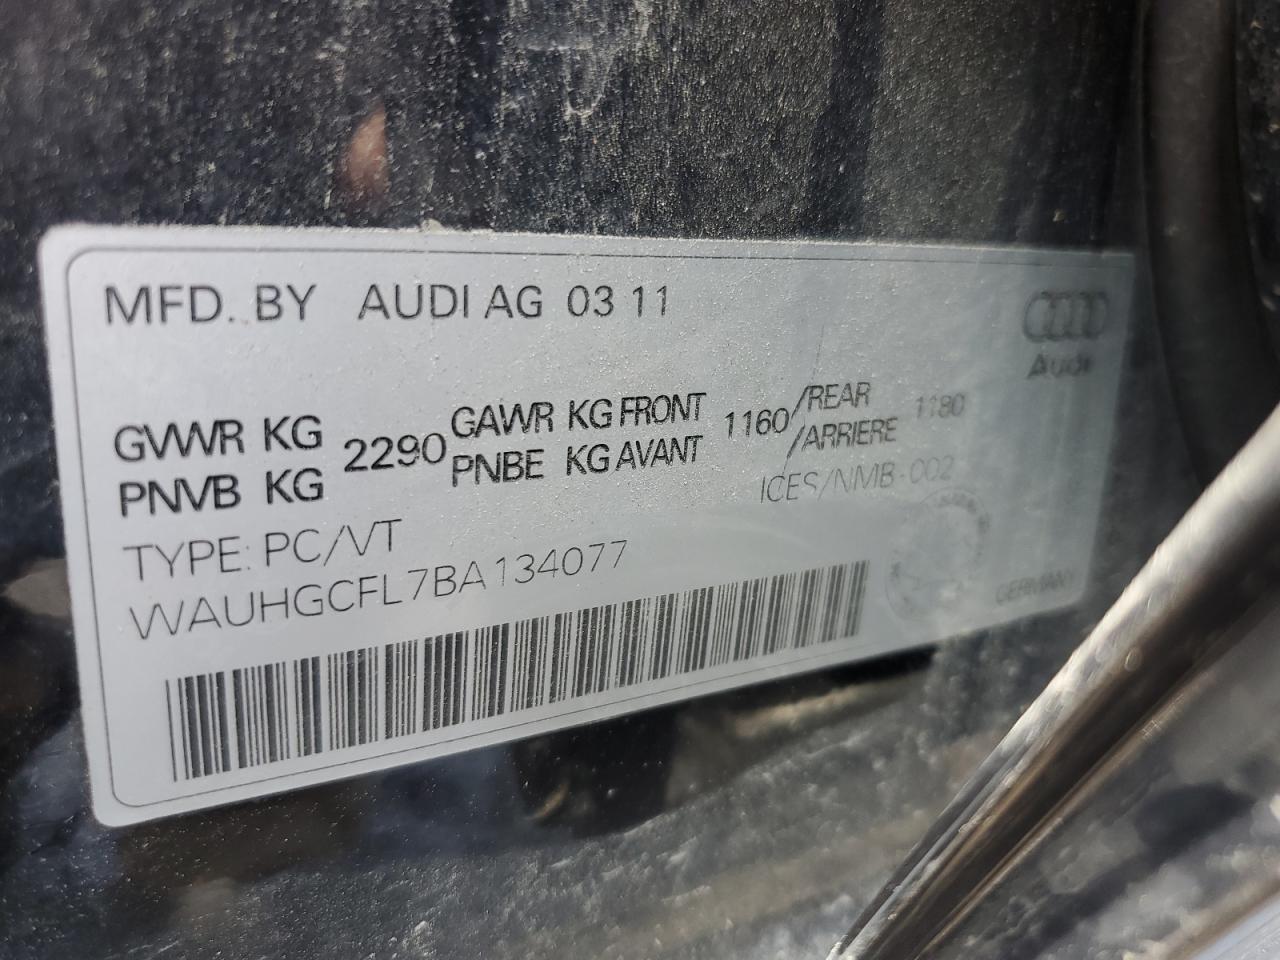 MFD. BY AUDI AG 03 11
Audi
GVWR KG 2290 GAWR KG FRONT 1160 /REAR 1180
PNVB KG PNBE KG AVANT /ARRIERE
ICES/NMB-002
TYPE: PC/VT
WAUHGCFL7BA134077
GERMANY